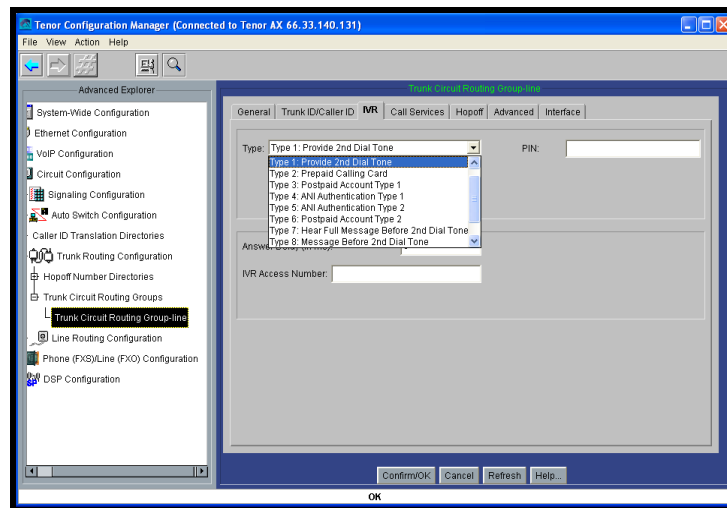 Tenor Configuration Manager (Connected to Tenor AX 66.33.140.131)
File View Action Help
Advanced Explorer
System-Wide Configuration
Ethernet Configuration
VoIP Configuration
Circuit Configuration
Signaling Configuration
Auto Switch Configuration
Caller ID Translation Directories
Trunk Routing Configuration
Hopoff Number Directories
Trunk Circuit Routing Groups
Trunk Circuit Routing Group-line
Line Routing Configuration
Phone (FXS)/Line (FXO) Configuration
DSP Configuration
Trunk Circuit Routing Group-line
General Trunk ID/Caller ID IVR Call Services Hopoff Advanced Interface
Type: Type 1: Provide 2nd Dial Tone PIN:
Type 1: Provide 2nd Dial Tone
Type 2: Prepaid Calling Card
Type 3: Postpaid Account Type 1
Type 4: ANI Authentication Type 1
Type 5: ANI Authentication Type 2
Type 6: Postpaid Account Type 2
Type 7: Hear Full Message Before 2nd Dial Tone
Type 8: Message Before 2nd Dial Tone
IVR Access Number:
Confirm/OK Cancel Refresh Help...
OK